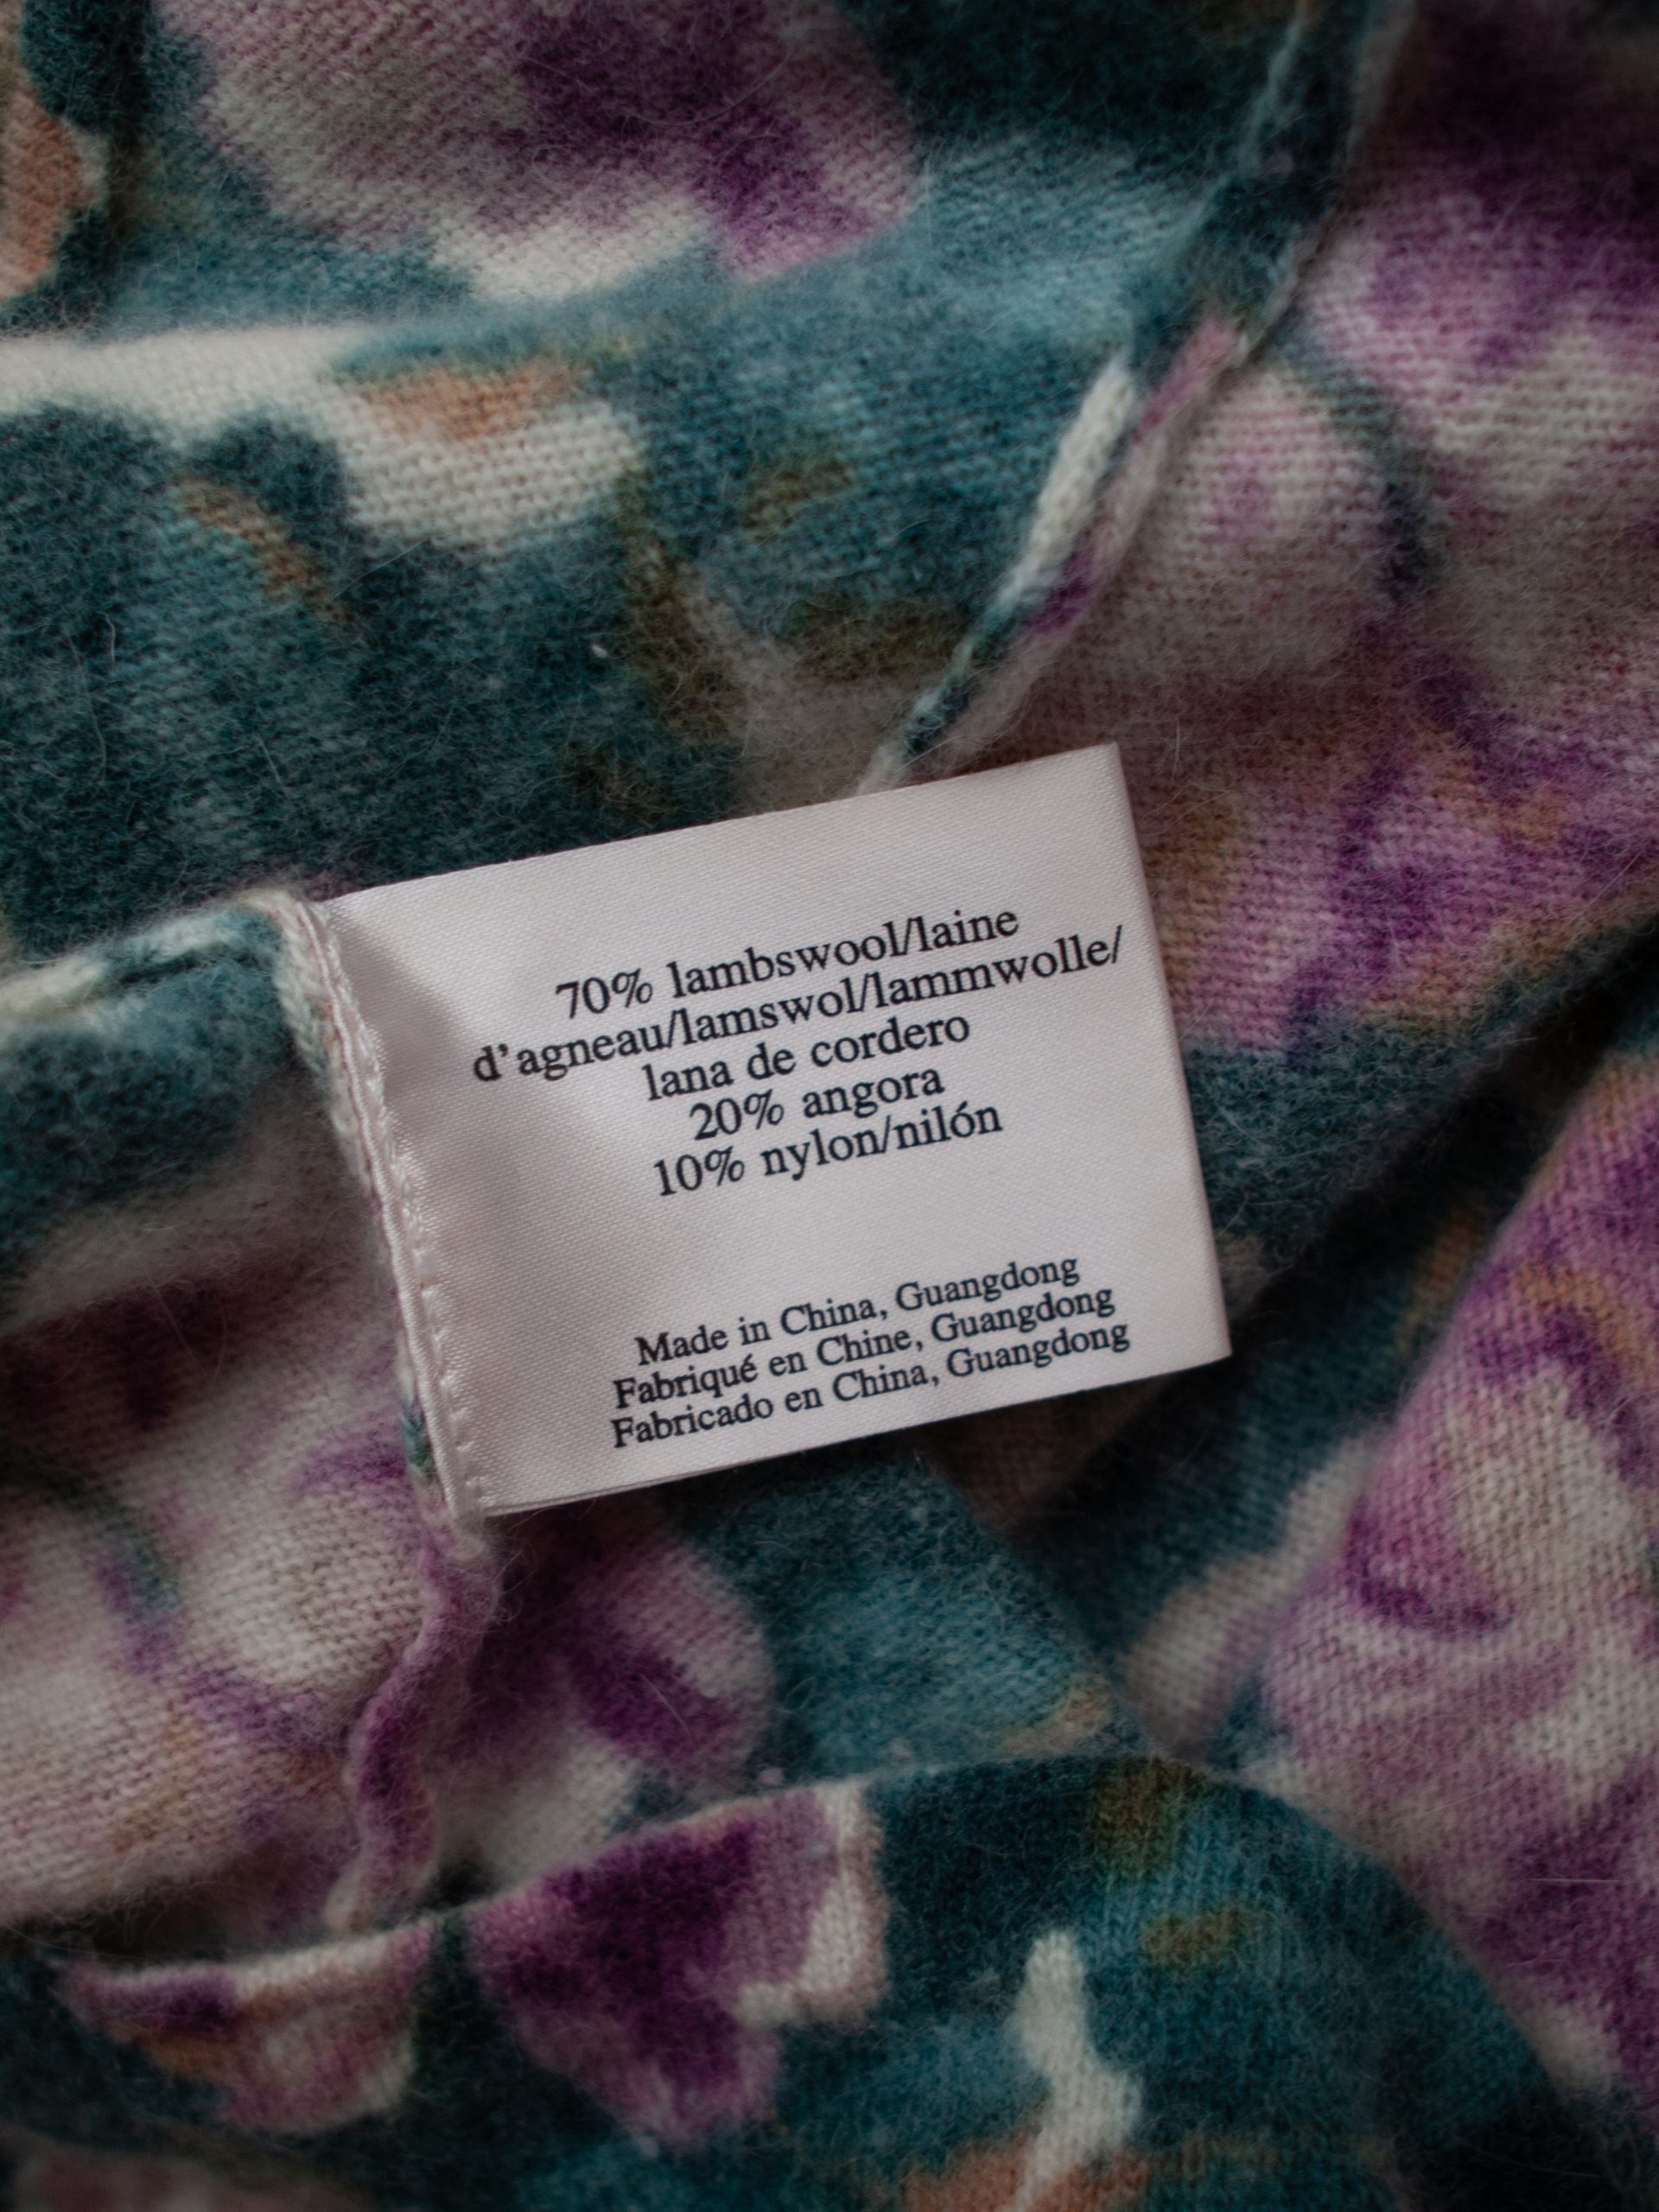 70% lambswool/laine
d'agneau/lamswol/lammwolle/
lana de cordero
20% angora
10% nylon/nilón
Made in China, Guangdong
Fabriqué en Chine, Guangdong
Fabricado en China, Guangdong